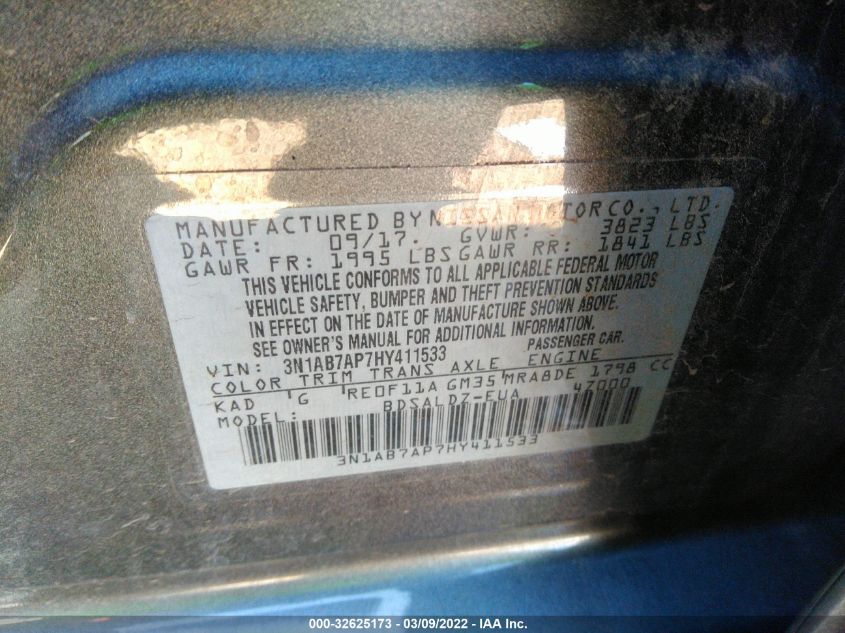 MANUFACTURED BY NISSAN MOTOR CO., LTD.
DATE: 09/17. GVWR: 3823 LBS
GAWR FR: 1995 LBS GAWR RR: 1841 LBS
THIS VEHICLE CONFORMS TO ALL APPLICABLE FEDERAL MOTOR
VEHICLE SAFETY, BUMPER AND THEFT PREVENTION STANDARDS
IN EFFECT ON THE DATE OF MANUFACTURE SHOWN ABOVE.
SEE OWNER'S MANUAL FOR ADDITIONAL INFORMATION.
VIN: 3N1AB7AP7HY411533 PASSENGER CAR.
COLOR TRIM TRANS AXLE ENGINE
KAD G RE0F11A GM35 MRA8DE 1798 CC
MODEL: BDSALDZ-EUA 47000
3N1AB7AP7HY411533
000-32625173 - 03/09/2022 - IAA Inc.